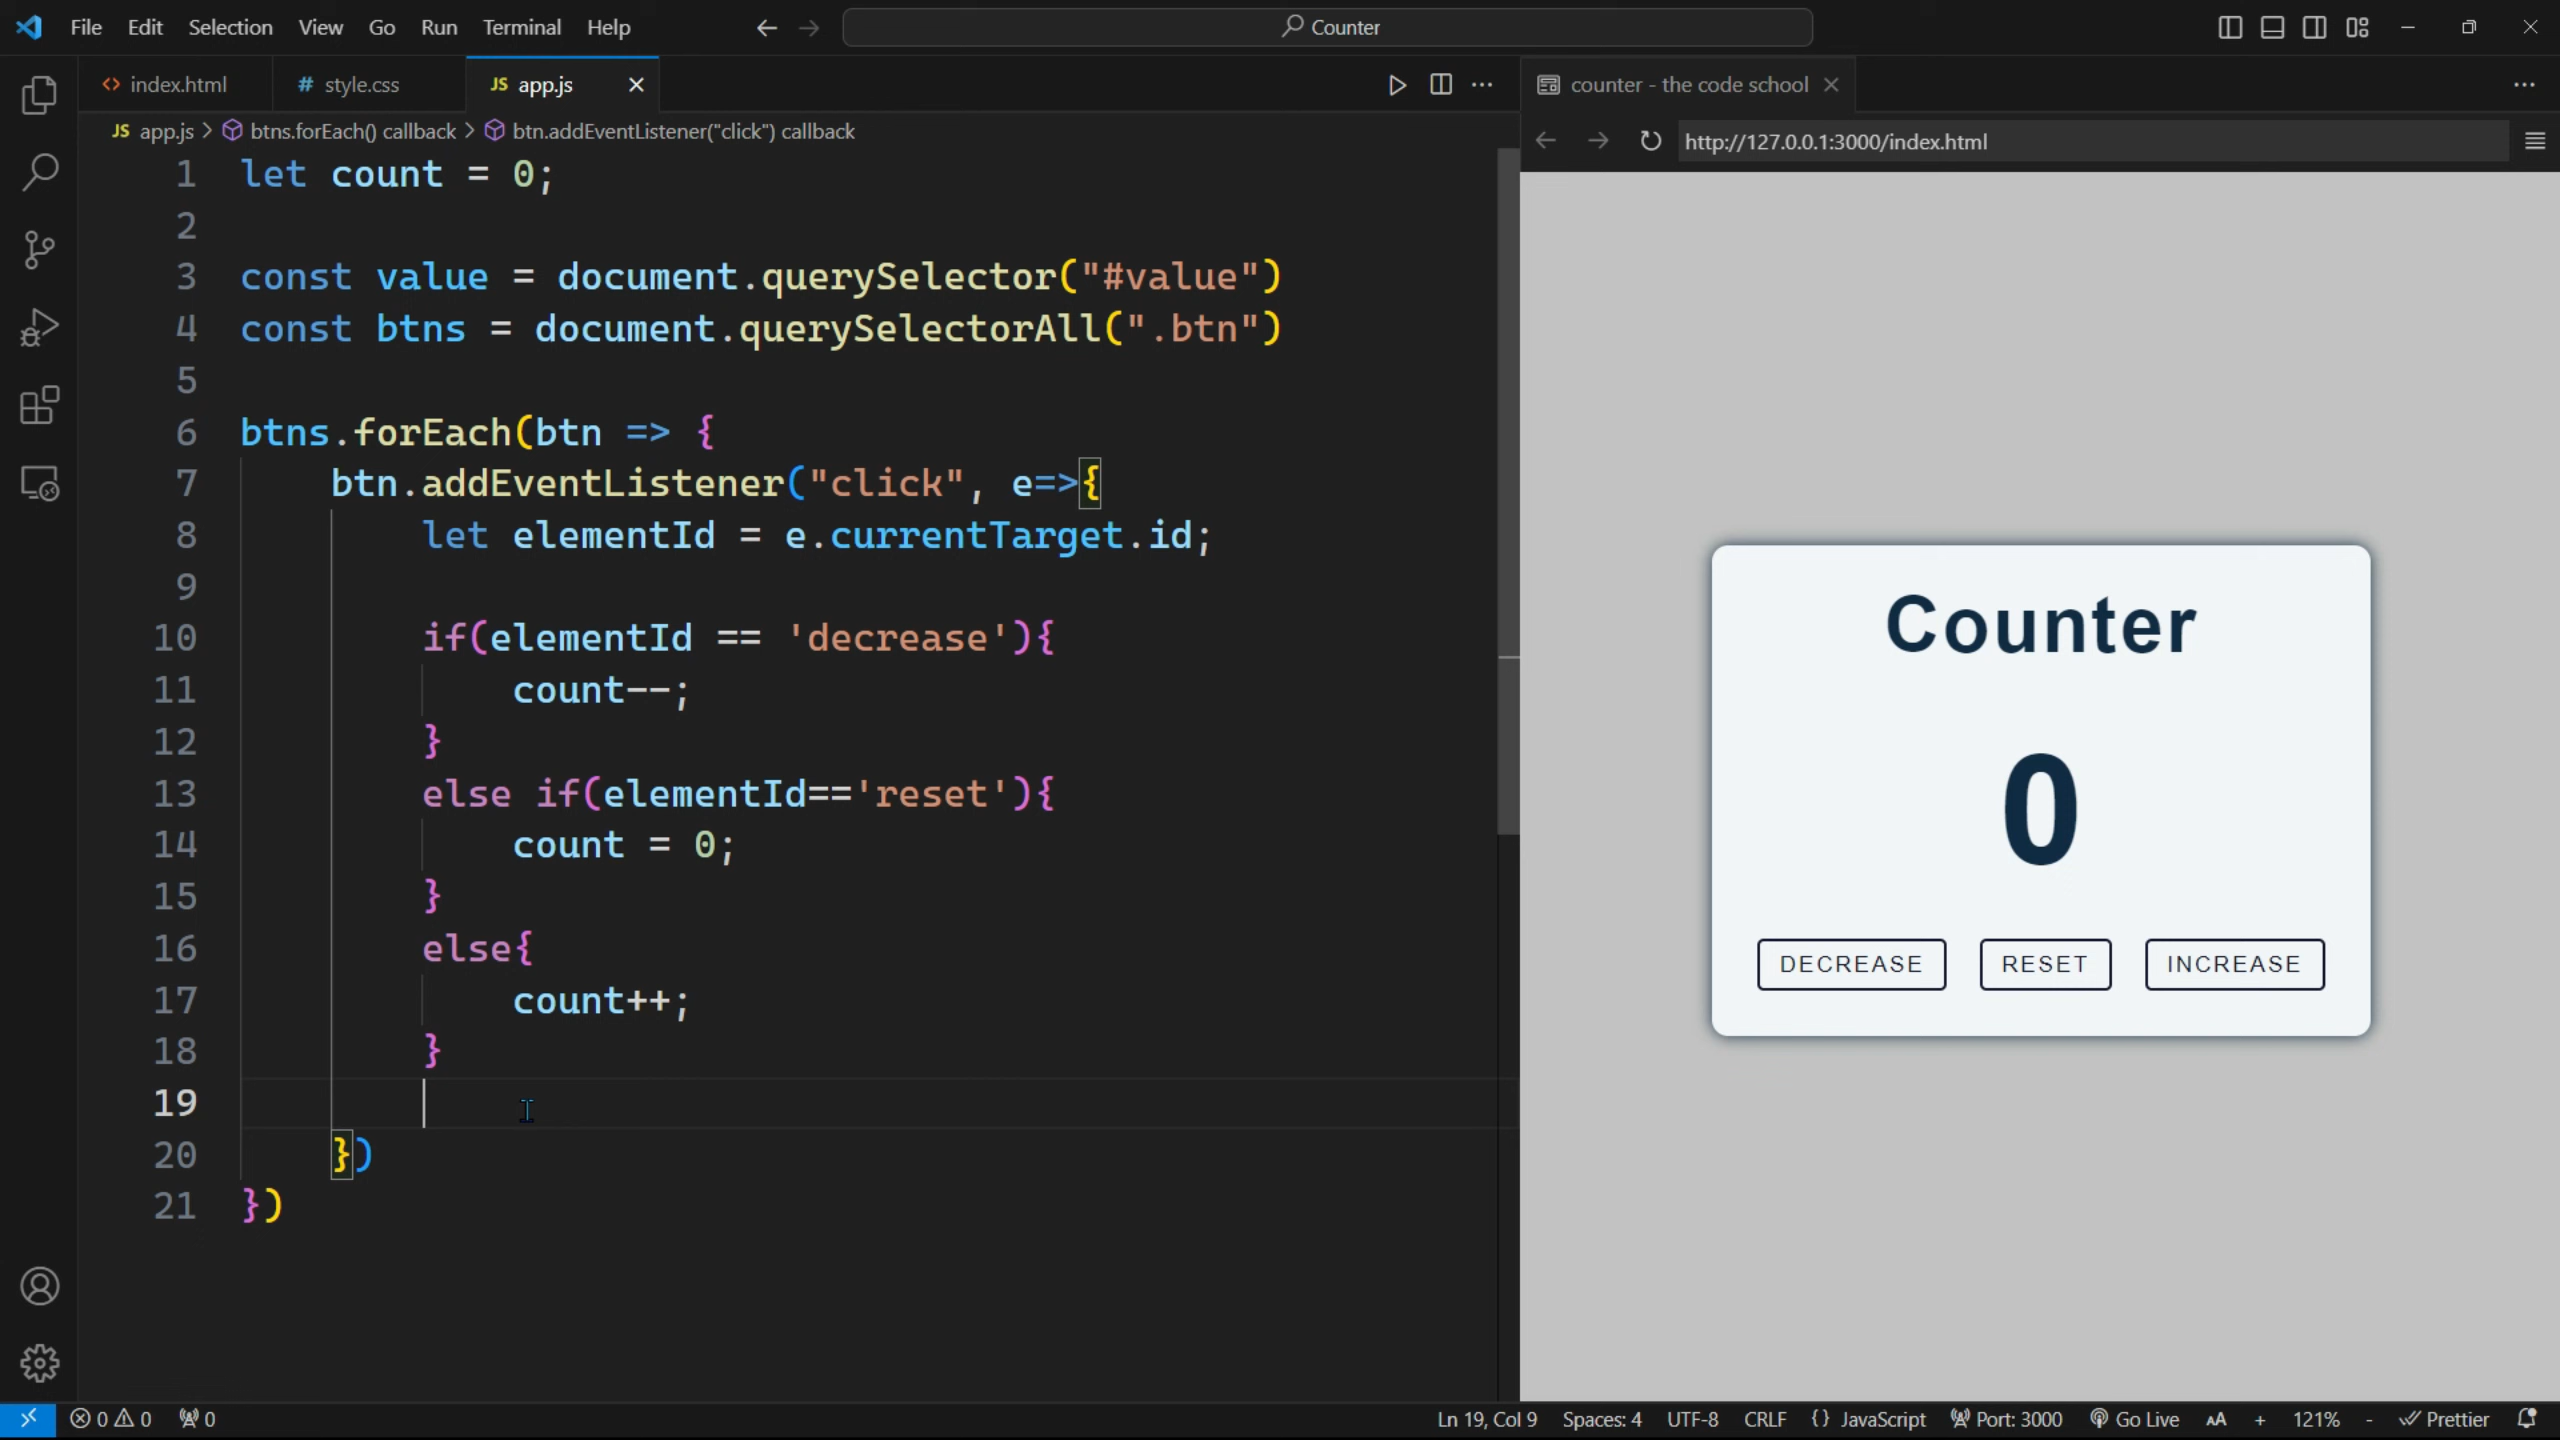 File Edit Selection View Go Run Terminal Help
Counter
index.html
# style.css
JS app.js
counter - the code school
JS app.js > btns.forEach() callback > btn.addEventListener("click") callback
http://127.0.0.1:3000/index.html
1 let count = 0;
2
3 const value = document.querySelector("#value")
4 const btns = document.querySelectorAll(".btn")
5
6 btns.forEach(btn => {
7 btn.addEventListener("click", e=>{
8 let elementId = e.currentTarget.id;
9
10 if(elementId == 'decrease'){
11 count--;
12 }
13 else if(elementId=='reset'){
14 count = 0;
15 }
16 else{
17 count++;
18 }
19
20 })
21 })
Counter
0
DECREASE RESET INCREASE
0 0 0
Ln 19, Col 9 Spaces: 4 UTF-8 CRLF {} JavaScript Port: 3000 Go Live AA + 121% - Prettier